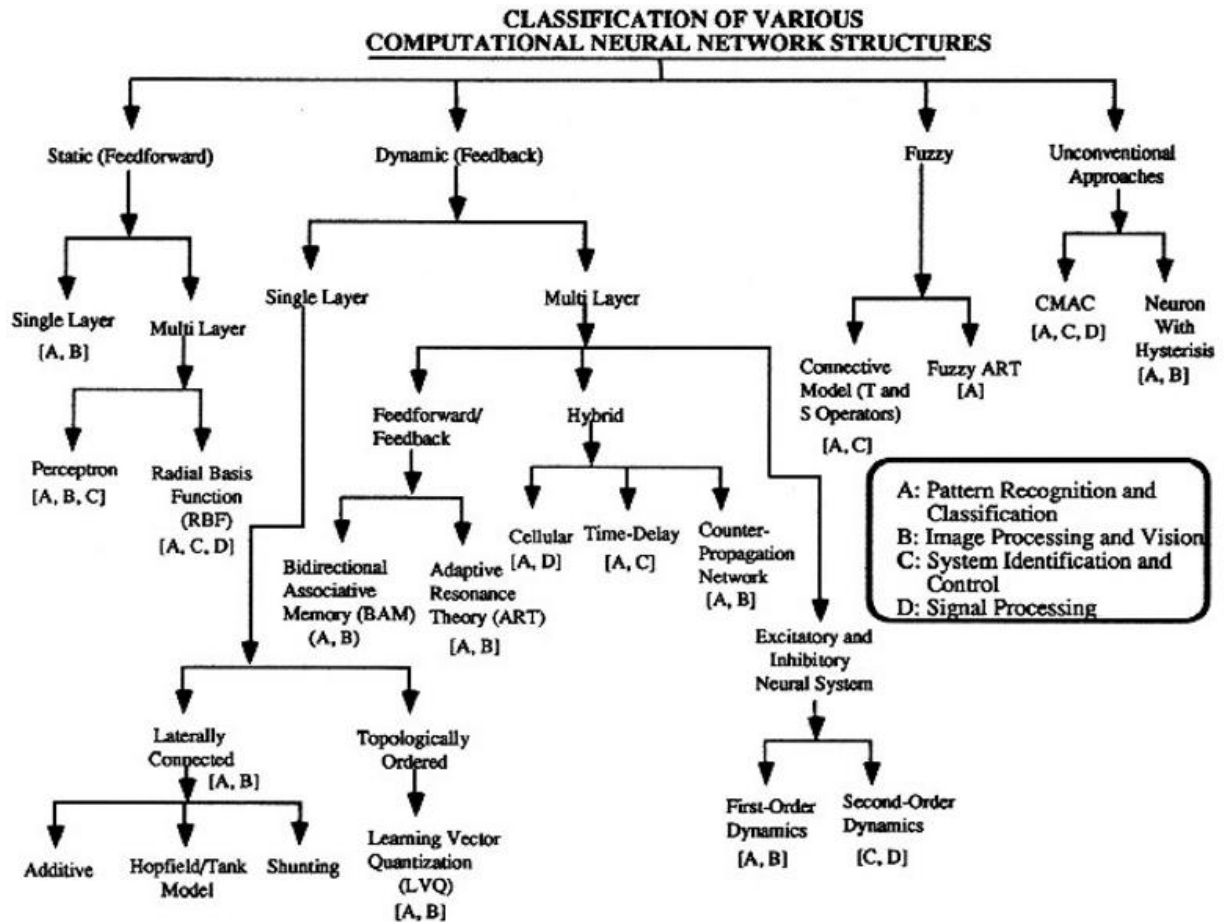 CLASSIFICATION OF VARIOUS
COMPUTATIONAL NEURAL NETWORK STRUCTURES
Static (Feedforward)
Dynamic (Feedback)
Fuzzy
Unconventional
Approaches
Single Layer
[A, B]
Multi Layer
Single Layer
Multi Layer
Connective
Model (T and
S Operators)
[A, C]
Fuzzy ART
[A]
CMAC
[A, C, D]
Neuron
With
Hysterisis
[A, B]
Perceptron
[A, B, C]
Radial Basis
Function
(RBF)
[A, C, D]
Feedforward/
Feedback
Hybrid
Bidirectional
Associative
Memory (BAM)
(A, B)
Adaptive
Resonance
Theory (ART)
[A, B]
Cellular
[A, D]
Time-Delay
[A, C]
Counter-
Propagation
Network
[A, B]
A: Pattern Recognition and
Classification
B: Image Processing and Vision
C: System Identification and
Control
D: Signal Processing
Excitatory and
Inhibitory
Neural System
Laterally
Connected
[A, B]
Topologically
Ordered
First-Order
Dynamics
[A, B]
Second-Order
Dynamics
[C, D]
Additive
Hopfield/Tank
Model
Shunting
Learning Vector
Quantization
(LVQ)
[A, B]